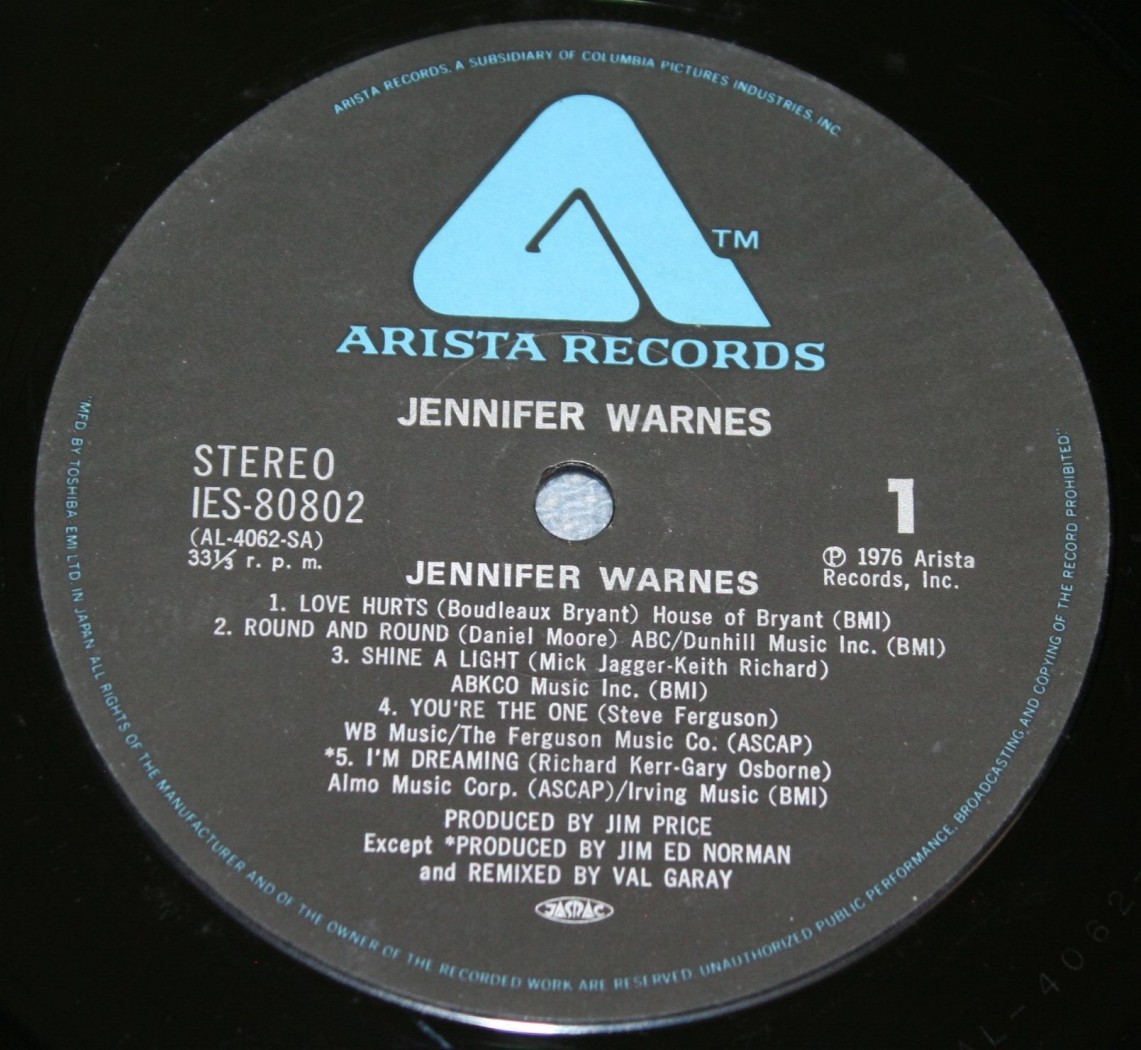 ARISTA RECORDS, A SUBSIDIARY OF COLUMBIA PICTURES INDUSTRIES, INC.
TM
ARISTA RECORDS
JENNIFER WARNES
STEREO
IES-80802
(AL-4062-SA)
33⅓ r. p. m.
1
Ⓟ 1976 Arista
Records, Inc.
JENNIFER WARNES
1. LOVE HURTS (Boudleaux Bryant) House of Bryant (BMI)
2. ROUND AND ROUND (Daniel Moore) ABC/Dunhill Music Inc. (BMI)
3. SHINE A LIGHT (Mick Jagger-Keith Richard)
ABKCO Music Inc. (BMI)
4. YOU'RE THE ONE (Steve Ferguson)
WB Music/The Ferguson Music Co. (ASCAP)
*5. I'M DREAMING (Richard Kerr-Gary Osborne)
Almo Music Corp. (ASCAP)/Irving Music (BMI)
PRODUCED BY JIM PRICE
Except *PRODUCED BY JIM ED NORMAN
and REMIXED BY VAL GARAY
JASRAC
"MFD. BY TOSHIBA EMI LTD. IN JAPAN ALL RIGHTS OF THE MANUFACTURER AND OF THE OWNER OF THE RECORDED WORK ARE RESERVED. UNAUTHORIZED PUBLIC PERFORMANCE, BROADCASTING AND COPYING OF THE RECORD PROHIBITED."
AL-4062